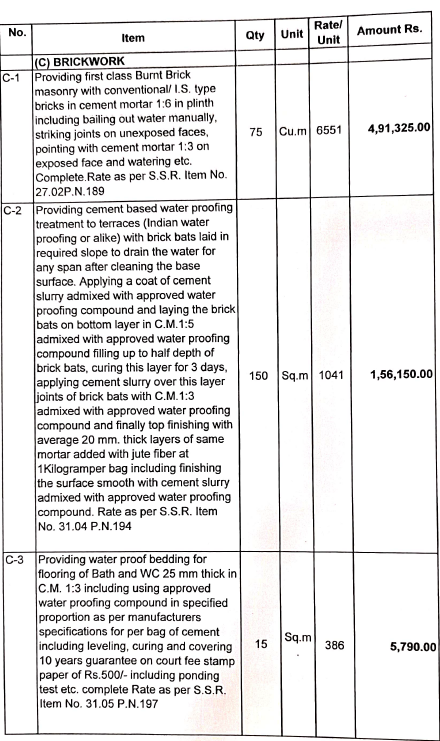 No. Item Qty Unit Rate/ Unit Amount Rs.
(C) BRICKWORK
C-1 Providing first class Burnt Brick
masonry with conventional/ I.S. type
bricks in cement mortar 1:6 in plinth
including bailing out water manually,
striking joints on unexposed faces, 75 Cu.m 6551 4,91,325.00
pointing with cement mortar 1:3 on
exposed face and watering etc.
Complete.Rate as per S.S.R. Item No.
27.02P.N.189
C-2 Providing cement based water proofing
treatment to terraces (Indian water
proofing or alike) with brick bats laid in
required slope to drain the water for
any span after cleaning the base
surface. Applying a coat of cement
slurry admixed with approved water
proofing compound and laying the brick
bats on bottom layer in C.M.1:5
admixed with approved water proofing
compound filling up to half depth of
brick bats, curing this layer for 3 days,
applying cement slurry over this layer 150 Sq.m 1041 1,56,150.00
joints of brick bats with C.M.1:3
admixed with approved water proofing
compound and finally top finishing with
average 20 mm. thick layers of same
mortar added with jute fiber at
1Kilogramper bag including finishing
the surface smooth with cement slurry
admixed with approved water proofing
compound. Rate as per S.S.R. Item
No. 31.04 P.N.194
C-3 Providing water proof bedding for
flooring of Bath and WC 25 mm thick in
C.M. 1:3 including using approved
water proofing compound in specified
proportion as per manufacturers
specifications for per bag of cement
including leveling, curing and covering 15 Sq.m 386 5,790.00
10 years guarantee on court fee stamp
paper of Rs.500/- including ponding
test etc. complete Rate as per S.S.R.
Item No. 31.05 P.N.197